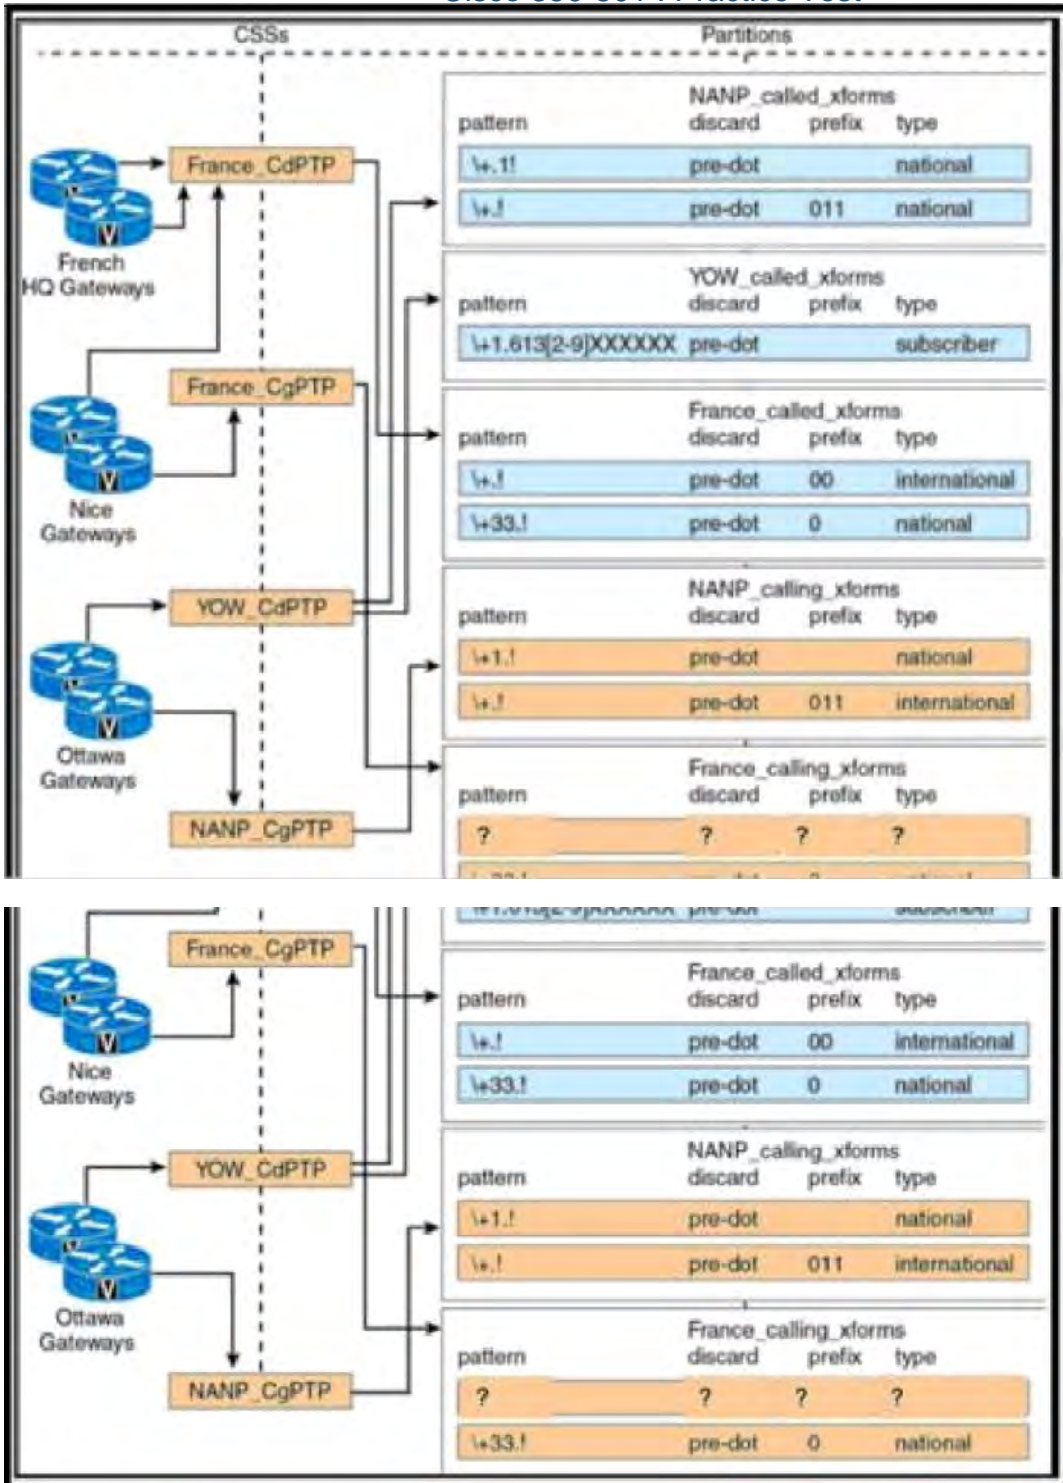 CSSs Partitions
NANP_called_xforms
pattern discard prefix type
\+.1! pre-dot national
\+.! pre-dot 011 national
France_CdPTP
French
HQ Gateways
YOW_called_xforms
pattern discard prefix type
\+1.613[2-9]XXXXXX pre-dot subscriber
France_CgPTP
France_called_xforms
pattern discard prefix type
\+.! pre-dot 00 international
\+33.! pre-dot 0 national
V
Nice
Gateways
YOW_CdPTP
NANP_calling_xforms
pattern discard prefix type
\+1.! pre-dot national
\+.! pre-dot 011 international
V
Ottawa
Gateways
NANP_CgPTP
France_calling_xforms
pattern discard prefix type
? ? ? ?
France_CgPTP
France_called_xforms
pattern discard prefix type
\+.! pre-dot 00 international
\+33.! pre-dot 0 national
V
Nice
Gateways
YOW_CdPTP
NANP_calling_xforms
pattern discard prefix type
\+1.! pre-dot national
\+.! pre-dot 011 international
V
Ottawa
Gateways
NANP_CgPTP
France_calling_xforms
pattern discard prefix type
? ? ? ?
\+33.! pre-dot 0 national